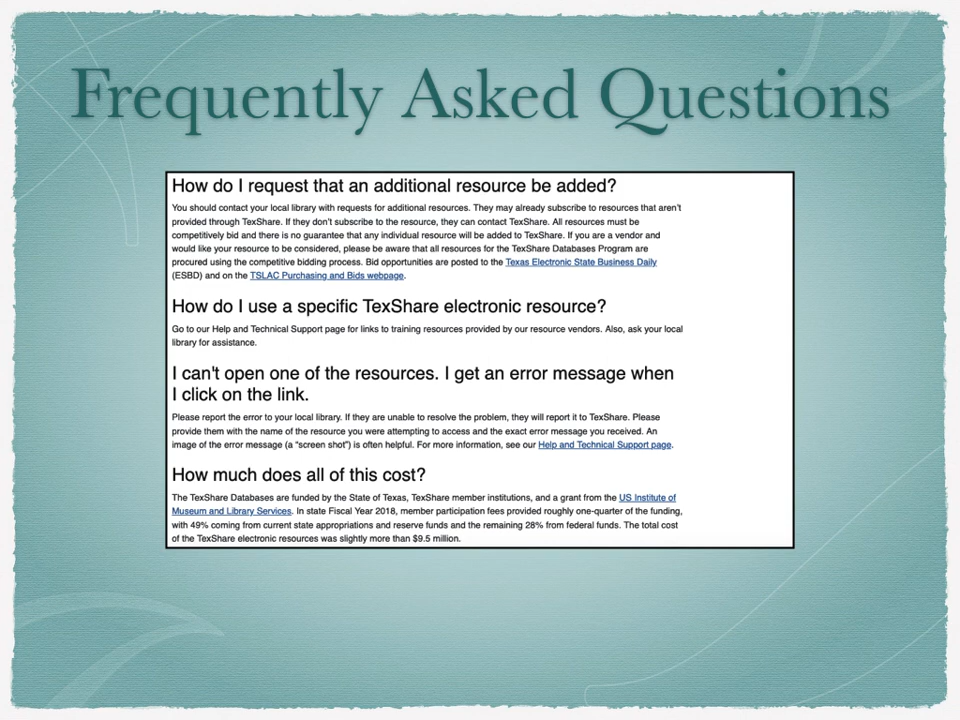 Frequently Asked Questions
How do I request that an additional resource be added?
You should contact your local library with requests for additional resources. They may already subscribe to resources that aren't
provided through TexShare. If they don't subscribe to the resource, they can contact TexShare. All resources must be
competitively bid and there is no guarantee that any individual resource will be added to TexShare. If you are a vendor and
would like your resource to be considered, please be aware that all resources for the TexShare Databases Program are
procured using the competitive bidding process. Bid opportunities are posted to the Texas Electronic State Business Daily
(ESBD) and on the TSLAC Purchasing and Bids webpage.
How do I use a specific TexShare electronic resource?
Go to our Help and Technical Support page for links to training resources provided by our resource vendors. Also, ask your local
library for assistance.
I can't open one of the resources. I get an error message when
I click on the link.
Please report the error to your local library. If they are unable to resolve the problem, they will report it to TexShare. Please
provide them with the name of the resource you were attempting to access and the exact error message you received. An
image of the error message (a "screen shot") is often helpful. For more information, see our Help and Technical Support page.
How much does all of this cost?
The TexShare Databases are funded by the State of Texas, TexShare member institutions, and a grant from the US Institute of
Museum and Library Services. In state Fiscal Year 2018, member participation fees provided roughly one-quarter of the funding,
with 49% coming from current state appropriations and reserve funds and the remaining 28% from federal funds. The total cost
of the TexShare electronic resources was slightly more than $9.5 million.